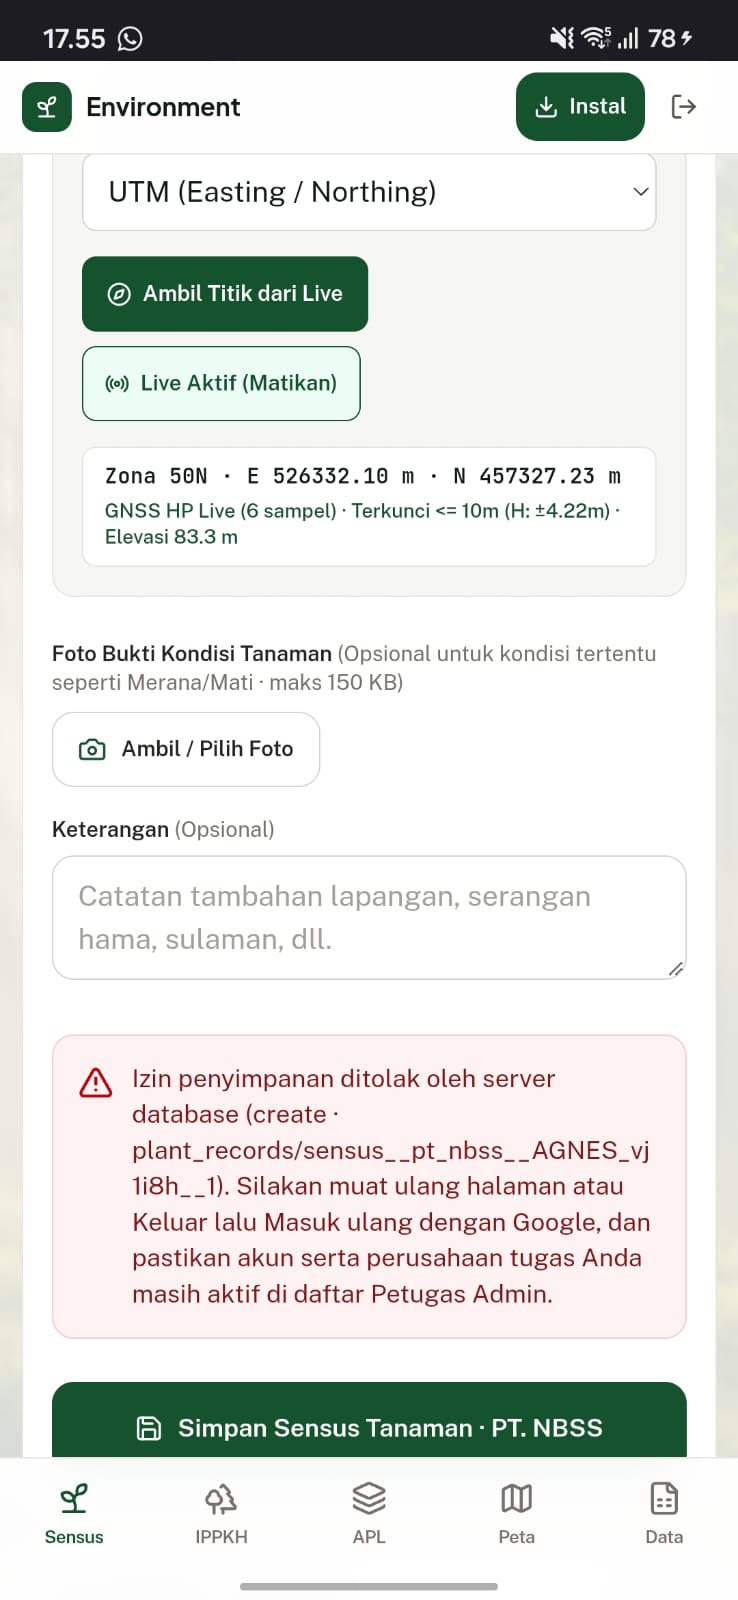 17.55
78
Environment
Instal
UTM (Easting / Northing)
Ambil Titik dari Live
Live Aktif (Matikan)
Zona 50N · E 526332.10 m · N 457327.23 m
GNSS HP Live (6 sampel) · Terkunci <= 10m (H: ±4.22m) ·
Elevasi 83.3 m
Foto Bukti Kondisi Tanaman (Opsional untuk kondisi tertentu
seperti Merana/Mati · maks 150 KB)
Ambil / Pilih Foto
Keterangan (Opsional)
Catatan tambahan lapangan, serangan
hama, sulaman, dll.
Izin penyimpanan ditolak oleh server
database (create ·
plant_records/sensus__pt_nbss__AGNES_vj
1i8h__1). Silakan muat ulang halaman atau
Keluar lalu Masuk ulang dengan Google, dan
pastikan akun serta perusahaan tugas Anda
masih aktif di daftar Petugas Admin.
Simpan Sensus Tanaman · PT. NBSS
Sensus
IPPKH
APL
Peta
Data